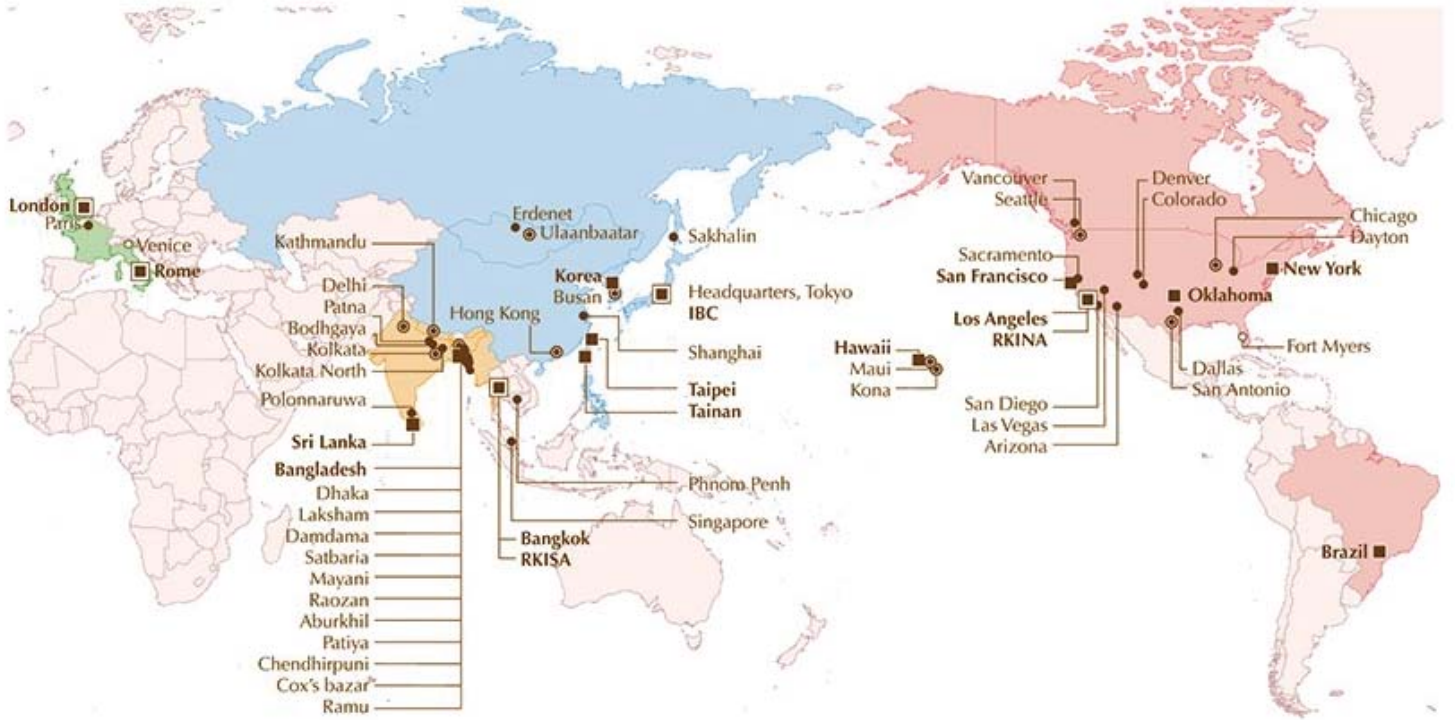 London
Paris
Venice
Rome
Kathmandu
Delhi
Patna
Bodhgaya
Kolkata
Kolkata North
Polonnaruwa
Sri Lanka
Bangladesh
Dhaka
Laksham
Damdama
Satbaria
Mayani
Raozan
Aburkhil
Patiya
Chendhirpuni
Cox's bazar
Ramu
Erdenet
Ulaanbaatar
Sakhalin
Korea
Busan
Hong Kong
Headquarters, Tokyo
IBC
Shanghai
Taipei
Tainan
Phnom Penh
Singapore
Bangkok
RKISA
Hawaii
Maui
Kona
Vancouver
Seattle
Sacramento
San Francisco
Los Angeles
RKINA
San Diego
Las Vegas
Arizona
Denver
Colorado
Chicago
Dayton
New York
Oklahoma
Fort Myers
Dallas
San Antonio
Brazil